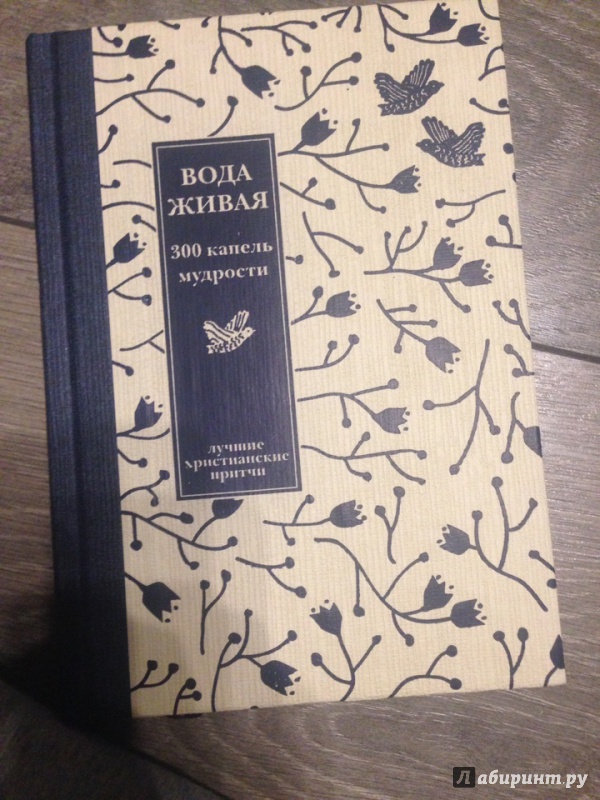 ВОДА
ЖИВАЯ
300 капель
мудрости
лучшие
христианские
притчи
Лабиринт.ру